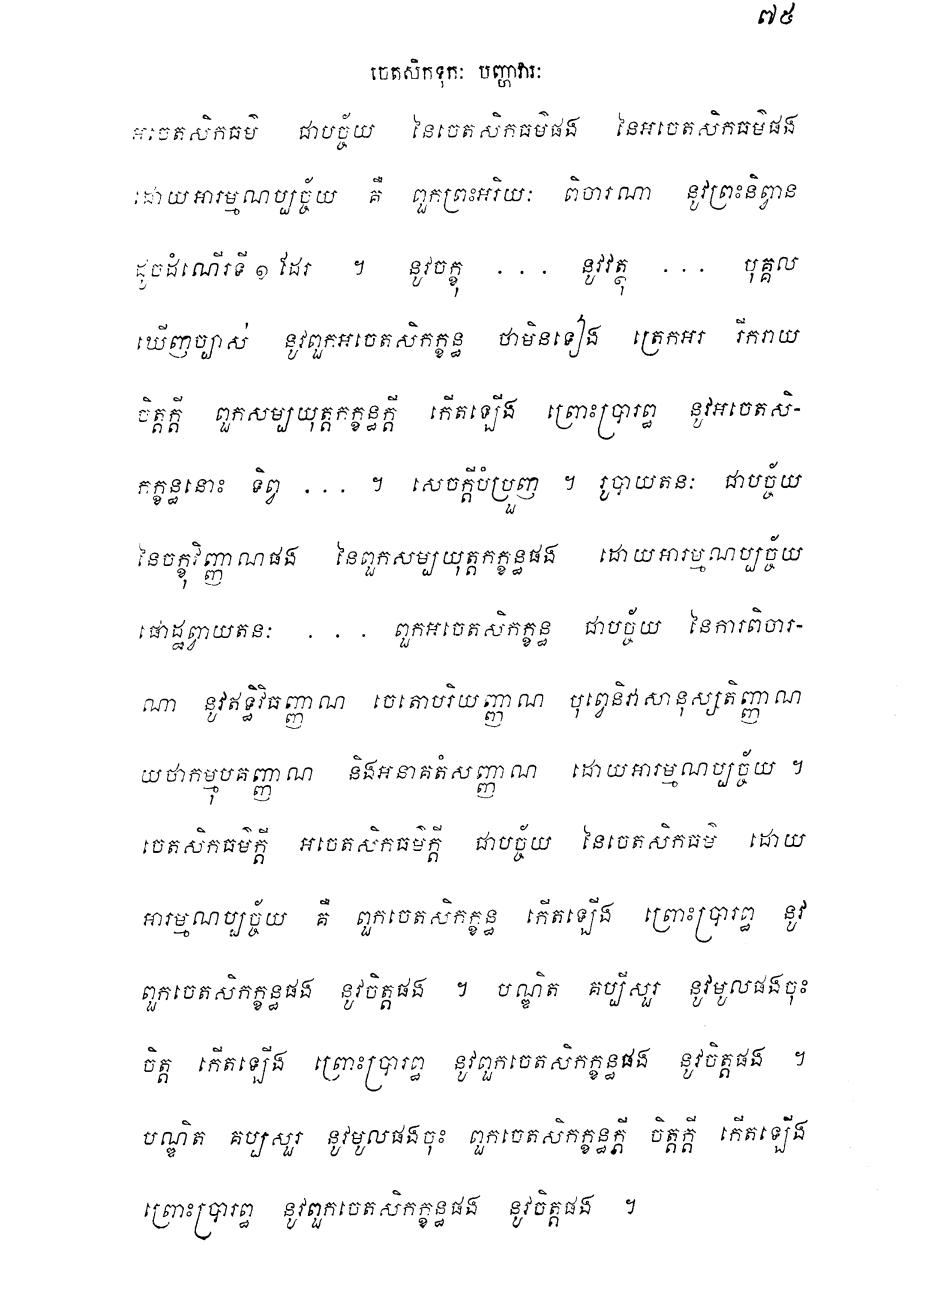 ៧៥
ចេតសិកទុកៈ បញ្ហាវារៈ
អចេតសិកធម៌ ជាបច្ច័យ នៃចេតសិកធម៌ផង នៃអចេតសិកធម៌ផង
ដោយអារម្មណប្បច្ច័យ គឺ ពួកព្រះអរិយៈ ពិចារណា នូវព្រះនិព្វាន
ដូចដំណើរទី ១ ដែរ ។ នូវចក្ខុ . . . នូវវត្ថុ . . . បុគ្គល
ឃើញច្បាស់ នូវពួកអចេតសិកក្ខន្ធ ថាមិនទៀង ត្រេកអរ រីករាយ
ចិត្តក្តី ពួកសម្បយុត្តកក្ខន្ធក្តី កើតឡើង ព្រោះប្រារព្ធ នូវអចេតសិ-
កក្ខន្ធនោះ ទិព្វ . . . ។ សេចក្តីបំប្រួញ ។ រូបាយតនៈ ជាបច្ច័យ
នៃចក្ខុវិញ្ញាណផង នៃពួកសម្បយុត្តកក្ខន្ធផង ដោយអារម្មណប្បច្ច័យ
ផោដ្ឋព្វាយតនៈ . . . ពួកអចេតសិកក្ខន្ធ ជាបច្ច័យ នៃការពិចារ-
ណា នូវឥទ្ធិវិធញ្ញាណ ចេតោបរិយញ្ញាណ បុព្វេនិវាសានុស្សតិញ្ញាណ
យថាកម្មុបគញ្ញាណ និងអនាគតំសញ្ញាណ ដោយអារម្មណប្បច្ច័យ ។
ចេតសិកធម៌ក្តី អចេតសិកធម៌ក្តី ជាបច្ច័យ នៃចេតសិកធម៌ ដោយ
អារម្មណប្បច្ច័យ គឺ ពួកចេតសិកក្ខន្ធ កើតឡើង ព្រោះប្រារព្ធ នូវ
ពួកចេតសិកក្ខន្ធផង នូវចិត្តផង ។ បណ្ឌិត គប្បីសួរ នូវមូលផងចុះ
ចិត្ត កើតឡើង ព្រោះប្រារព្ធ នូវពួកចេតសិកក្ខន្ធផង នូវចិត្តផង ។
បណ្ឌិត គប្បសួរ នូវមូលផងចុះ ពួកចេតសិកក្ខន្ធក្តី ចិត្តក្តី កើតឡើង
ព្រោះប្រារព្ធ នូវពួកចេតសិកក្ខន្ធផង នូវចិត្តផង ។